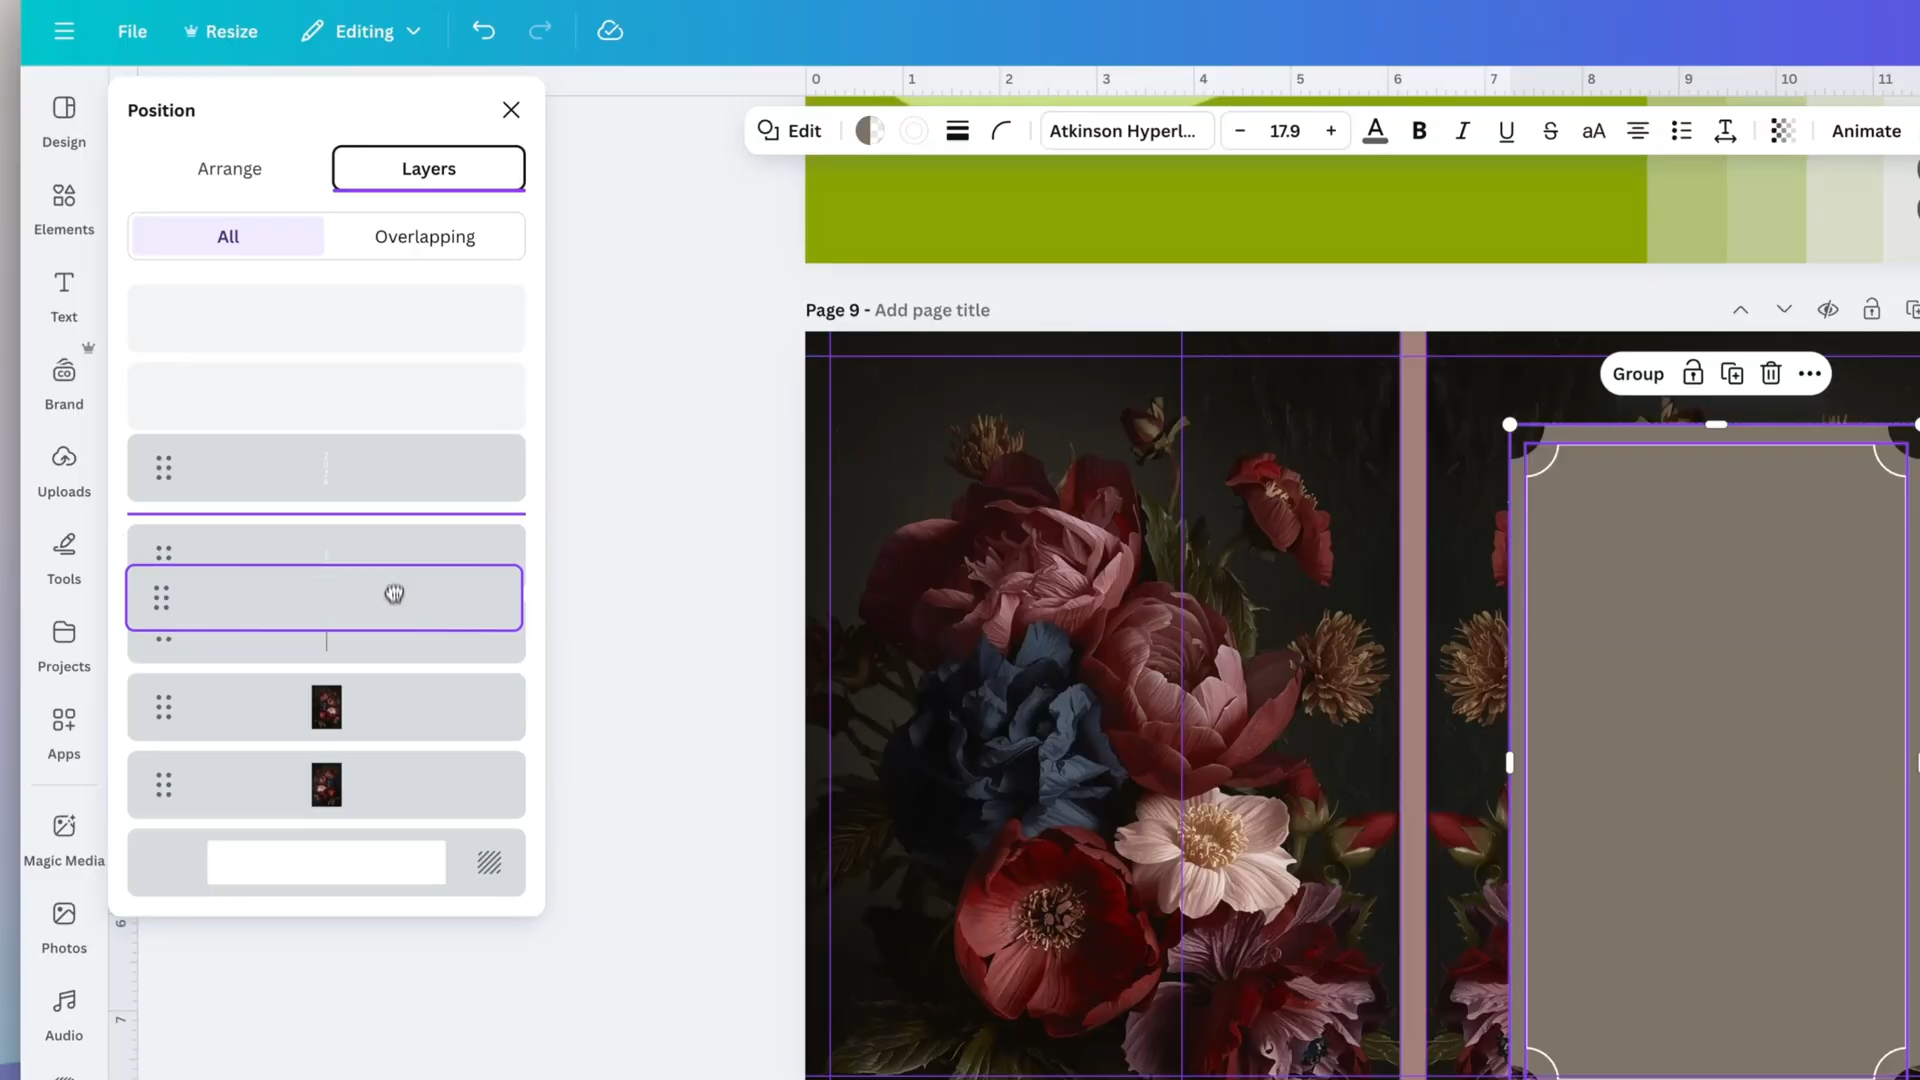 File
Resize
Editing
Position
Arrange
Layers
All
Overlapping
Design
Elements
Text
Brand
Uploads
Tools
Projects
Apps
Magic Media
Photos
Audio
0 1 2 3 4 5 6 7 8 9 10 11
Edit
Atkinson Hyperl...
– 17.9 +
A B I U S aA
Animate
Page 9 - Add page title
Group
6
7